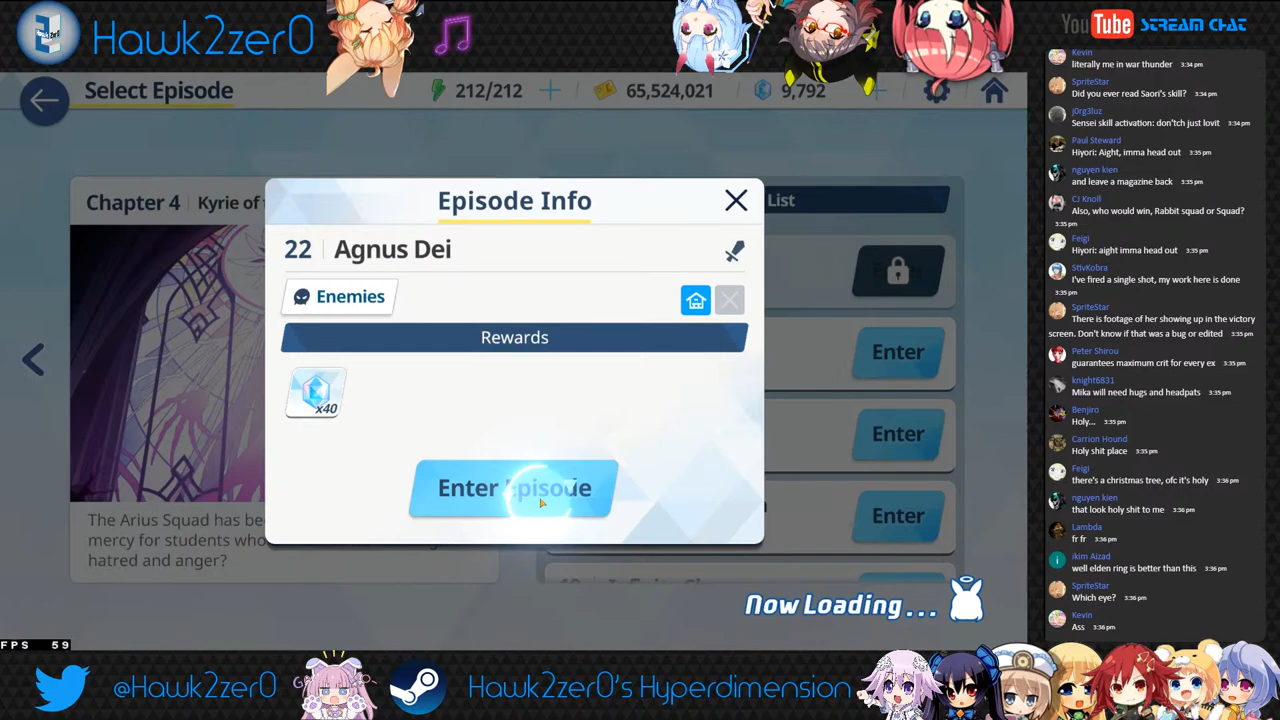 Hawk2zer0
YouTube STREAM CHAT
Select Episode
212/212
65,524,021
9,792
Chapter 4 Kyrie of
List
Episode Info
22 Agnus Dei
Enemies
Rewards
x40
Enter Episode
Enter
Enter
Enter
The Arius Squad has be
mercy for students who
hatred and anger?
Now Loading...
FPS 59
@Hawk2zer0
Hawk2zer0's Hyperdimension
Kevin
literally me in war thunder 3:34 pm
SpriteStar
Did you ever read Saori's skill? 3:34 pm
j0rg3luz
Sensei skill activation: don'tch just lovit 3:34 pm
Paul Steward
Hiyori: Aight, imma head out 3:35 pm
nguyen kien
and leave a magazine back 3:35 pm
CJ Knoll
Also, who would win, Rabbit squad or Squad?
3:35 pm
Feigi
Hiyori: aight imma head out 3:35 pm
StivKobra
I've fired a single shot, my work here is done
3:35 pm
SpriteStar
There is footage of her showing up in the victory
screen. Don't know if that was a bug or edited 3:35 pm
Peter Shirou
guarantees maximum crit for every ex 3:35 pm
knight6831
Mika will need hugs and headpats 3:35 pm
Benjiro
Holy... 3:35 pm
Carrion Hound
Holy shit place 3:35 pm
Feigi
there's a christmas tree, ofc it's holy 3:36 pm
nguyen kien
that look holy shit to me 3:36 pm
Lambda
fr fr 3:36 pm
ikim Aizad
well elden ring is better than this 3:36 pm
SpriteStar
Which eye? 3:36 pm
Kevin
Ass 3:36 pm